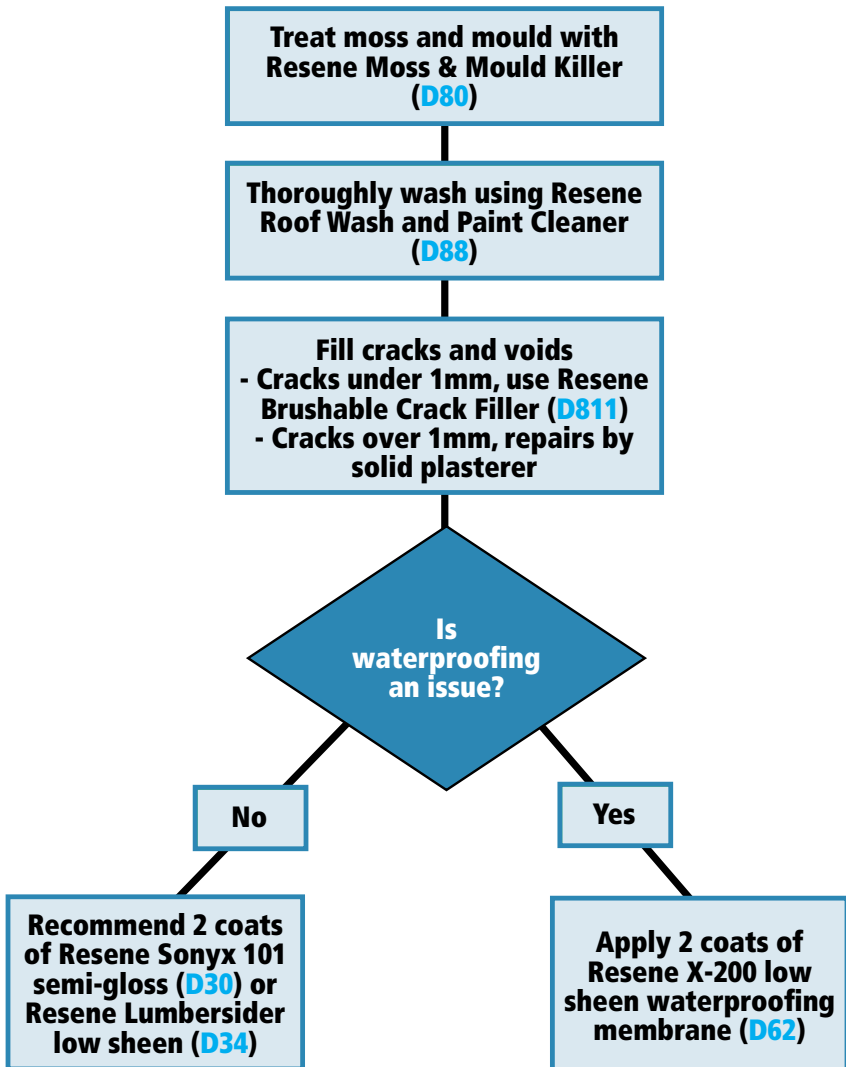 Treat moss and mould with
Resene Moss & Mould Killer
(D80)
Thoroughly wash using Resene
Roof Wash and Paint Cleaner
(D88)
Fill cracks and voids
- Cracks under 1mm, use Resene
Brushable Crack Filler (D811)
- Cracks over 1mm, repairs by
solid plasterer
Is
waterproofing
an issue?
No
Yes
Recommend 2 coats
of Resene Sonyx 101
semi-gloss (D30) or
Resene Lumbersider
low sheen (D34)
Apply 2 coats of
Resene X-200 low
sheen waterproofing
membrane (D62)